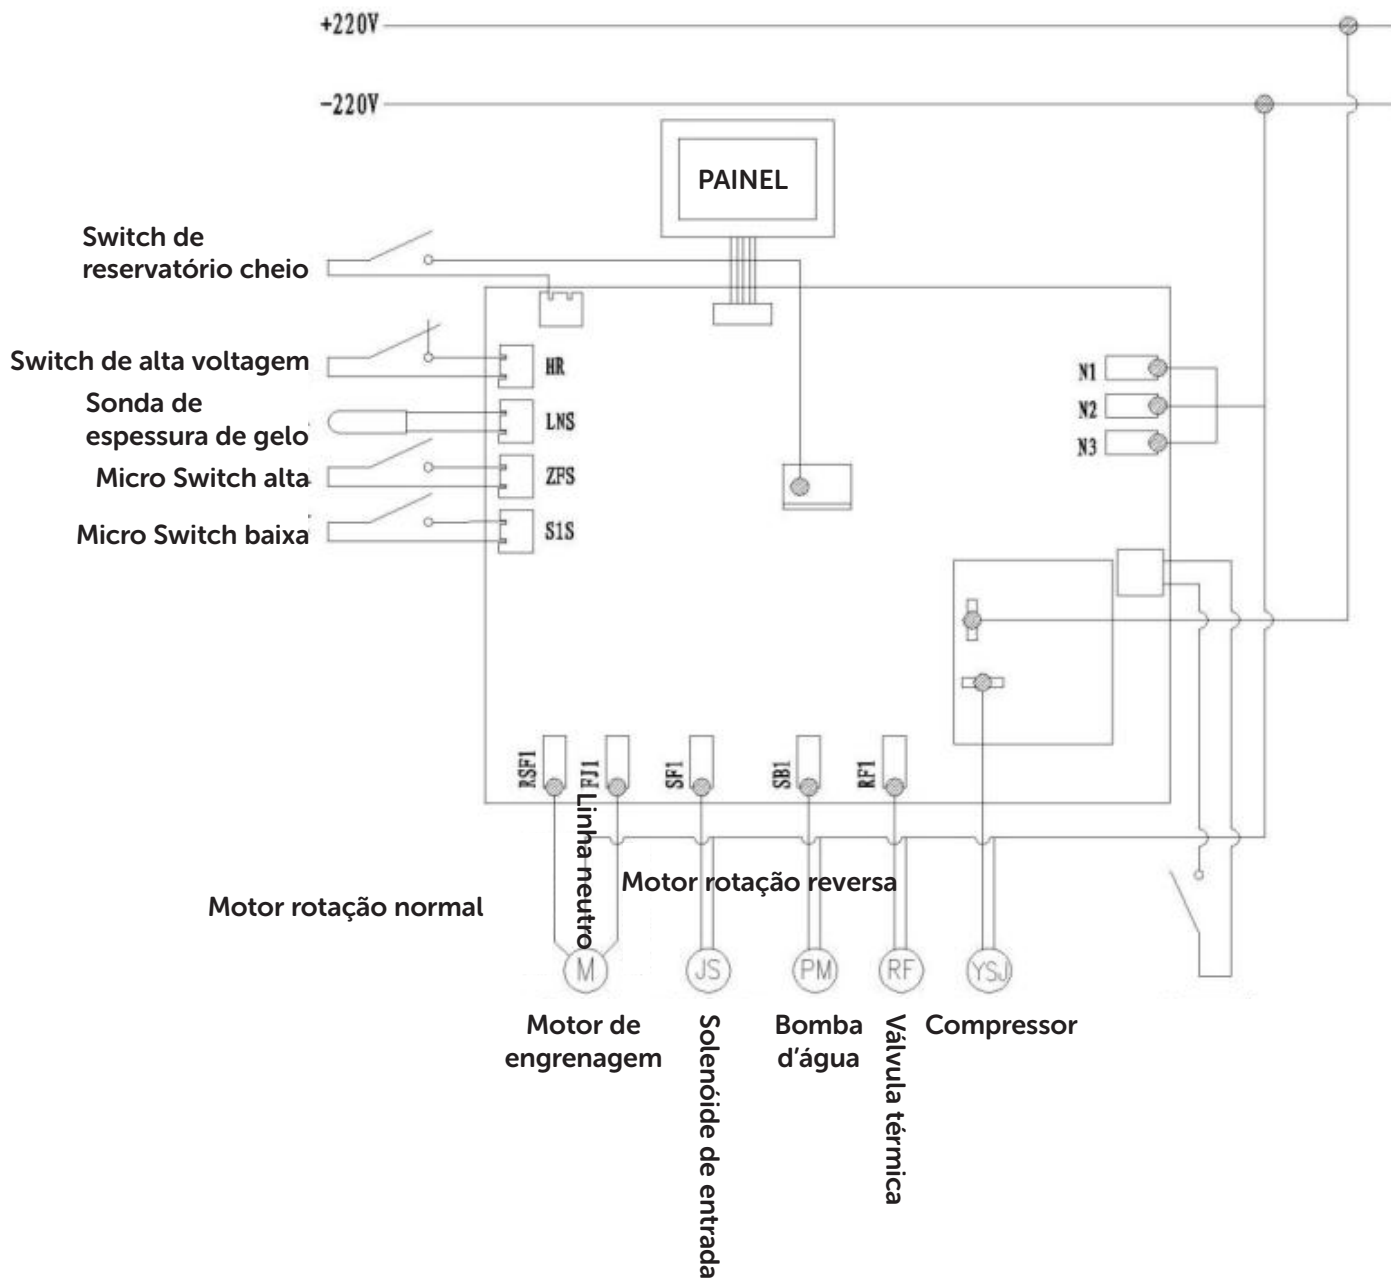 +220V
-220V
PAINEL
Switch de
reservatório cheio
Switch de alta voltagem
HR
N1
Sonda de
espessura de gelo
LNS
N2
N3
Micro Switch alta
ZFS
Micro Switch baixa
S1S
RSF1
FJ1
SF1
SB1
RF1
Linha neutro
Motor rotação reversa
Motor rotação normal
M
JS
PM
RF
YSJ
Motor de
engrenagem
Solenóide de entrada
Bomba
d'água
Válvula térmica
Compressor